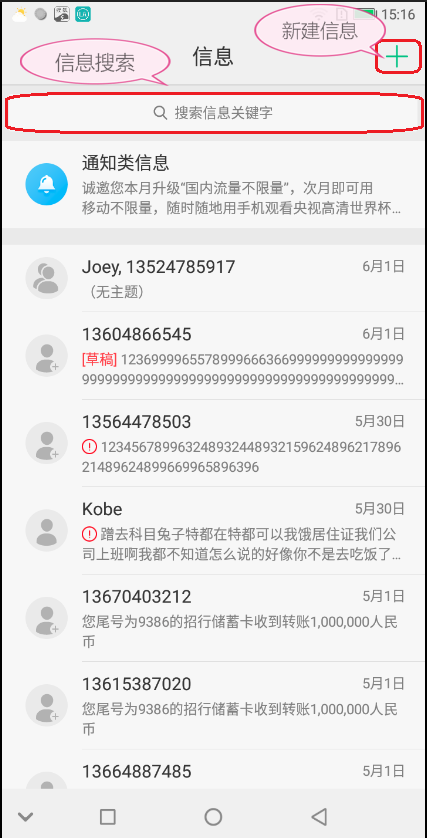 15:16
新建信息
信息搜索
信息
搜索信息关键字
通知类信息
诚邀您本月升级"国内流量不限量"，次月即可用
移动不限量，随时随地用手机观看央视高清世界杯...
Joey, 13524785917 6月1日
（无主题）
13604866545 6月1日
[草稿] 1236999965578999666366999999999999999
999999999999999999999999999999999999999999...
13564478503 5月30日
123456789963248932448932159624896217896
21489624899669965896396
Kobe 5月30日
蹭去科目兔子特都在特都可以我饿居住证我们公
司上班啊我都不知道怎么说的好像你不是去吃饭了...
13670403212 5月1日
您尾号为9386的招行储蓄卡收到转账1,000,000人民
币
13615387020 5月1日
您尾号为9386的招行储蓄卡收到转账1,000,000人民
币
13664887485 5月1日